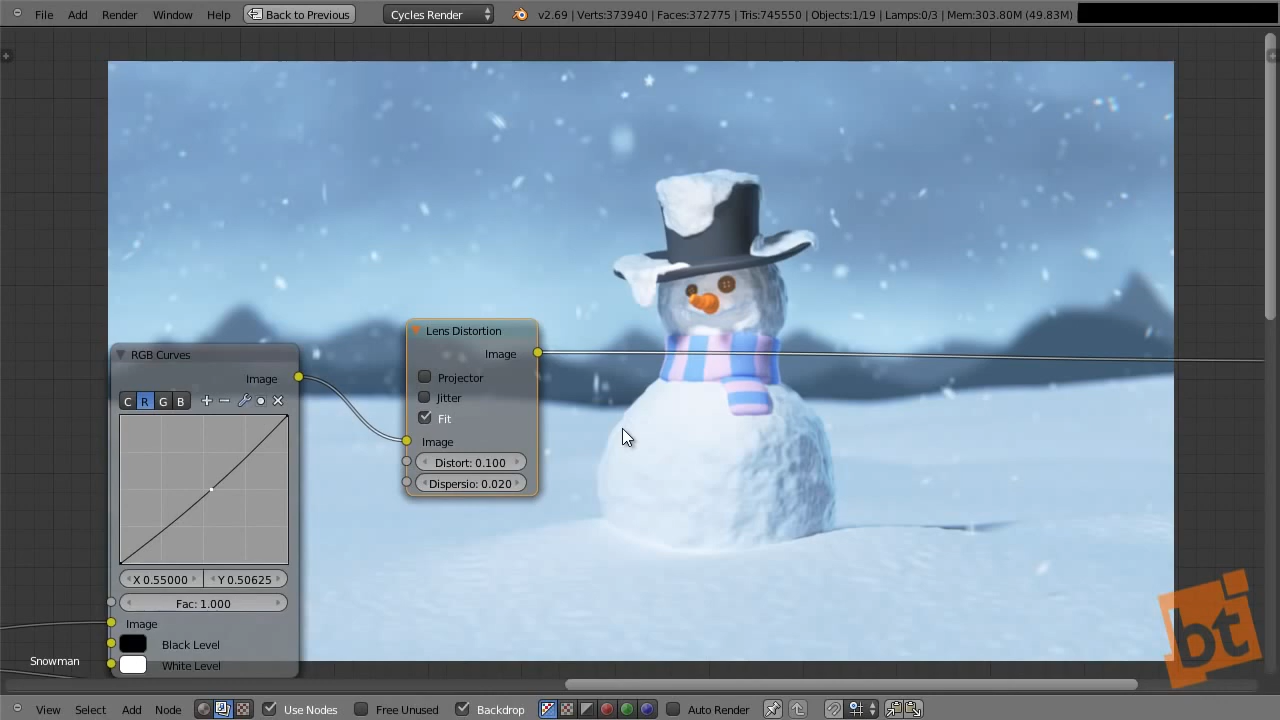 File Add Render Window Help Back to Previous Cycles Render v2.69 | Verts:373940 | Faces:372775 | Tris:745550 | Objects:1/19 | Lamps:0/3 | Mem:303.80M (49.83M)
Lens Distortion
Image
Projector
Jitter
Fit
Image
Distort: 0.100
Dispersio: 0.020
RGB Curves
Image
C R G B
X 0.55000 Y 0.50625
Fac: 1.000
Image
Black Level
White Level
Snowman
bt
View Select Add Node Use Nodes Free Unused Backdrop Auto Render